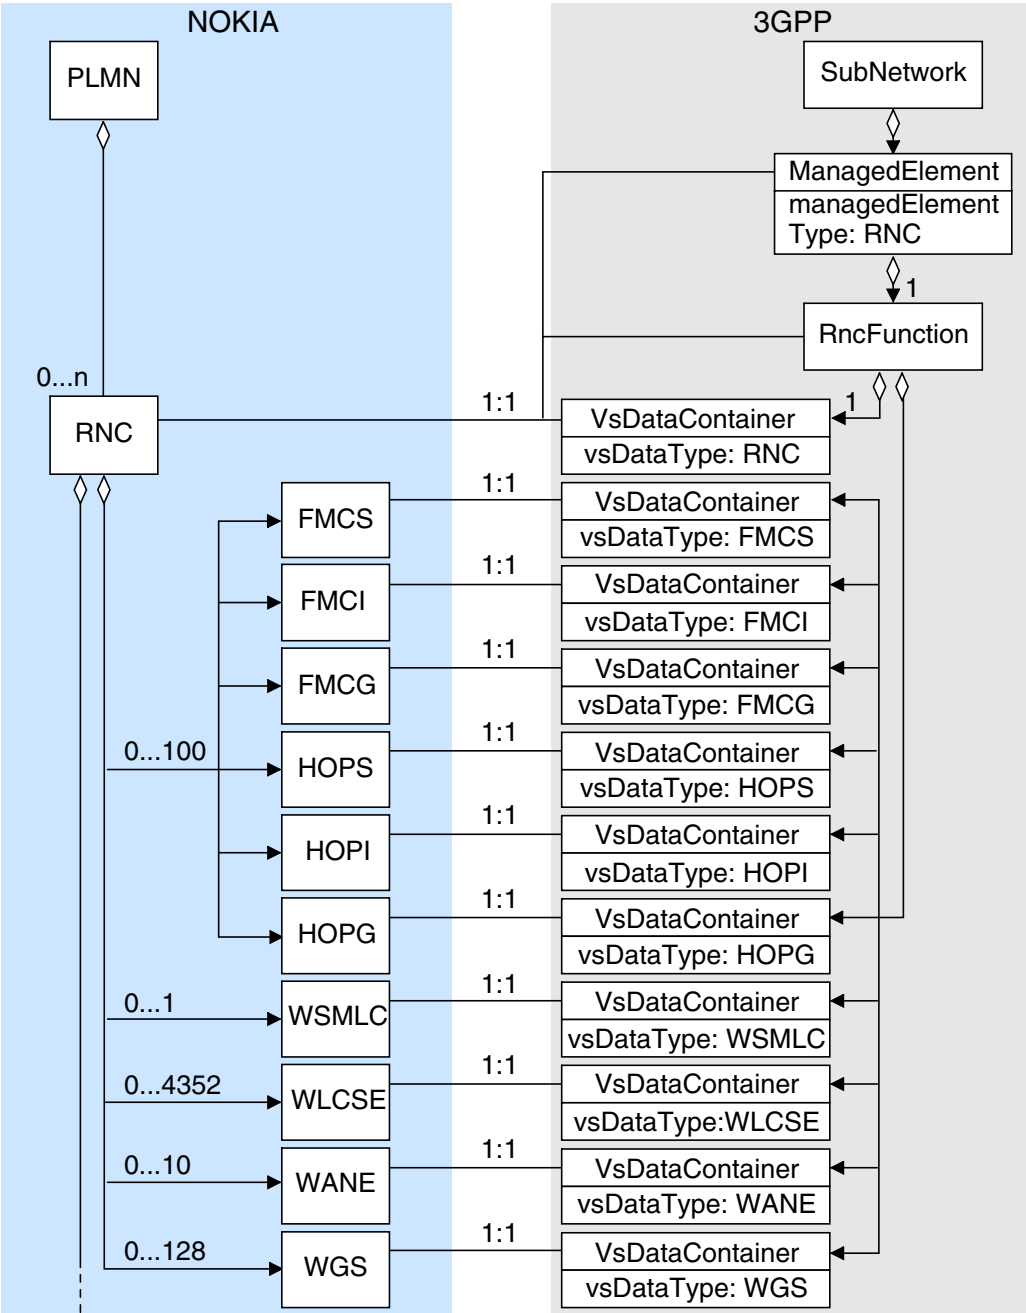 NOKIA
3GPP
PLMN
SubNetwork
ManagedElement
managedElement
Type: RNC
1
RncFunction
0...n
RNC
1:1
1
VsDataContainer
vsDataType: RNC
FMCS
1:1
VsDataContainer
vsDataType: FMCS
FMCI
1:1
VsDataContainer
vsDataType: FMCI
FMCG
1:1
VsDataContainer
vsDataType: FMCG
0...100
HOPS
1:1
VsDataContainer
vsDataType: HOPS
HOPI
1:1
VsDataContainer
vsDataType: HOPI
HOPG
1:1
VsDataContainer
vsDataType: HOPG
0...1
WSMLC
1:1
VsDataContainer
vsDataType: WSMLC
0...4352
WLCSE
1:1
VsDataContainer
vsDataType:WLCSE
0...10
WANE
1:1
VsDataContainer
vsDataType: WANE
0...128
WGS
1:1
VsDataContainer
vsDataType: WGS